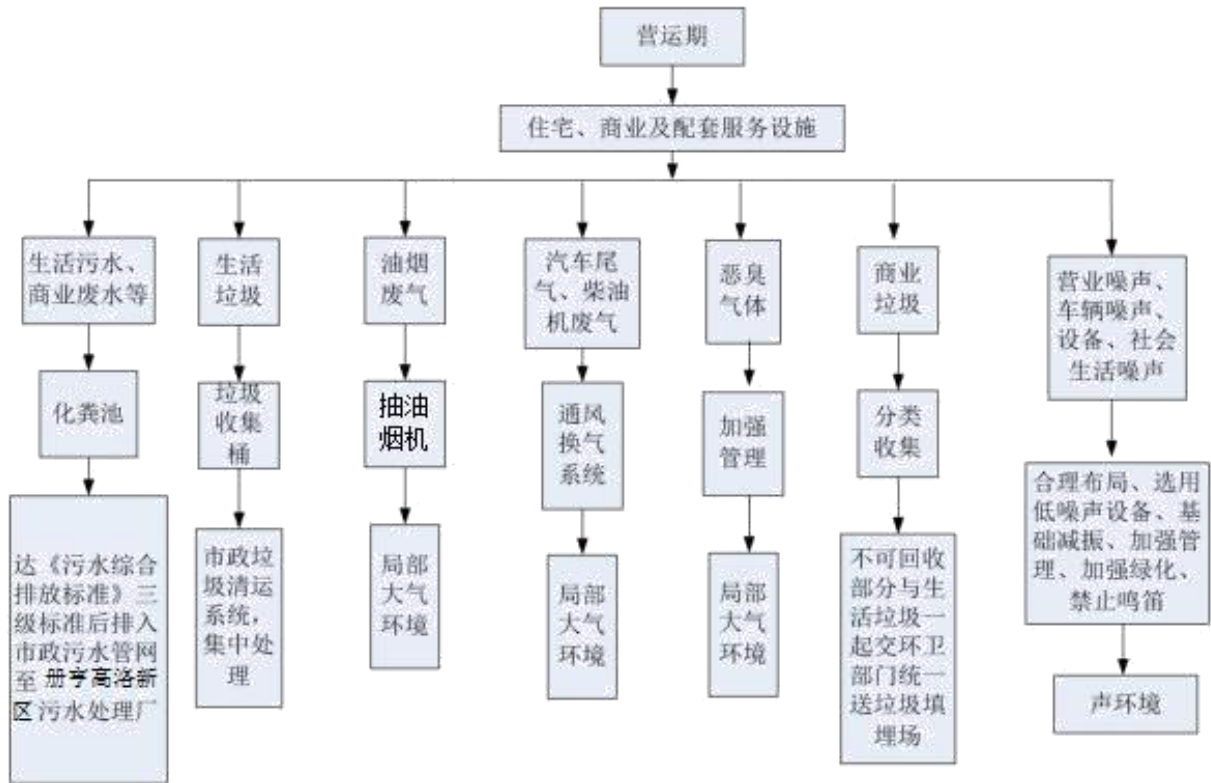 营运期
住宅、商业及配套服务设施
生活污水、
商业废水等
生活
垃圾
油烟
废气
汽车尾
气、柴油
机废气
恶臭
气体
商业
垃圾
营业噪声、
车辆噪声、
设备、社会
生活噪声
化粪池
垃圾
收集
桶
抽油
烟机
通风
换气
系统
加强
管理
分类
收集
合理布局、选用
低噪声设备、基
础减振、加强管
理、加强绿化、
禁止鸣笛
达《污水综合
排放标准》三
级标准后排入
市政污水管网
至册亨高洛新
区污水处理厂
市政垃
圾清运
系统，
集中处
理
局部
大气
环境
局部
大气
环境
局部
大气
环境
不可回收
部分与生
活垃圾一
起交环卫
部门统一
送垃圾填
埋场
声环境